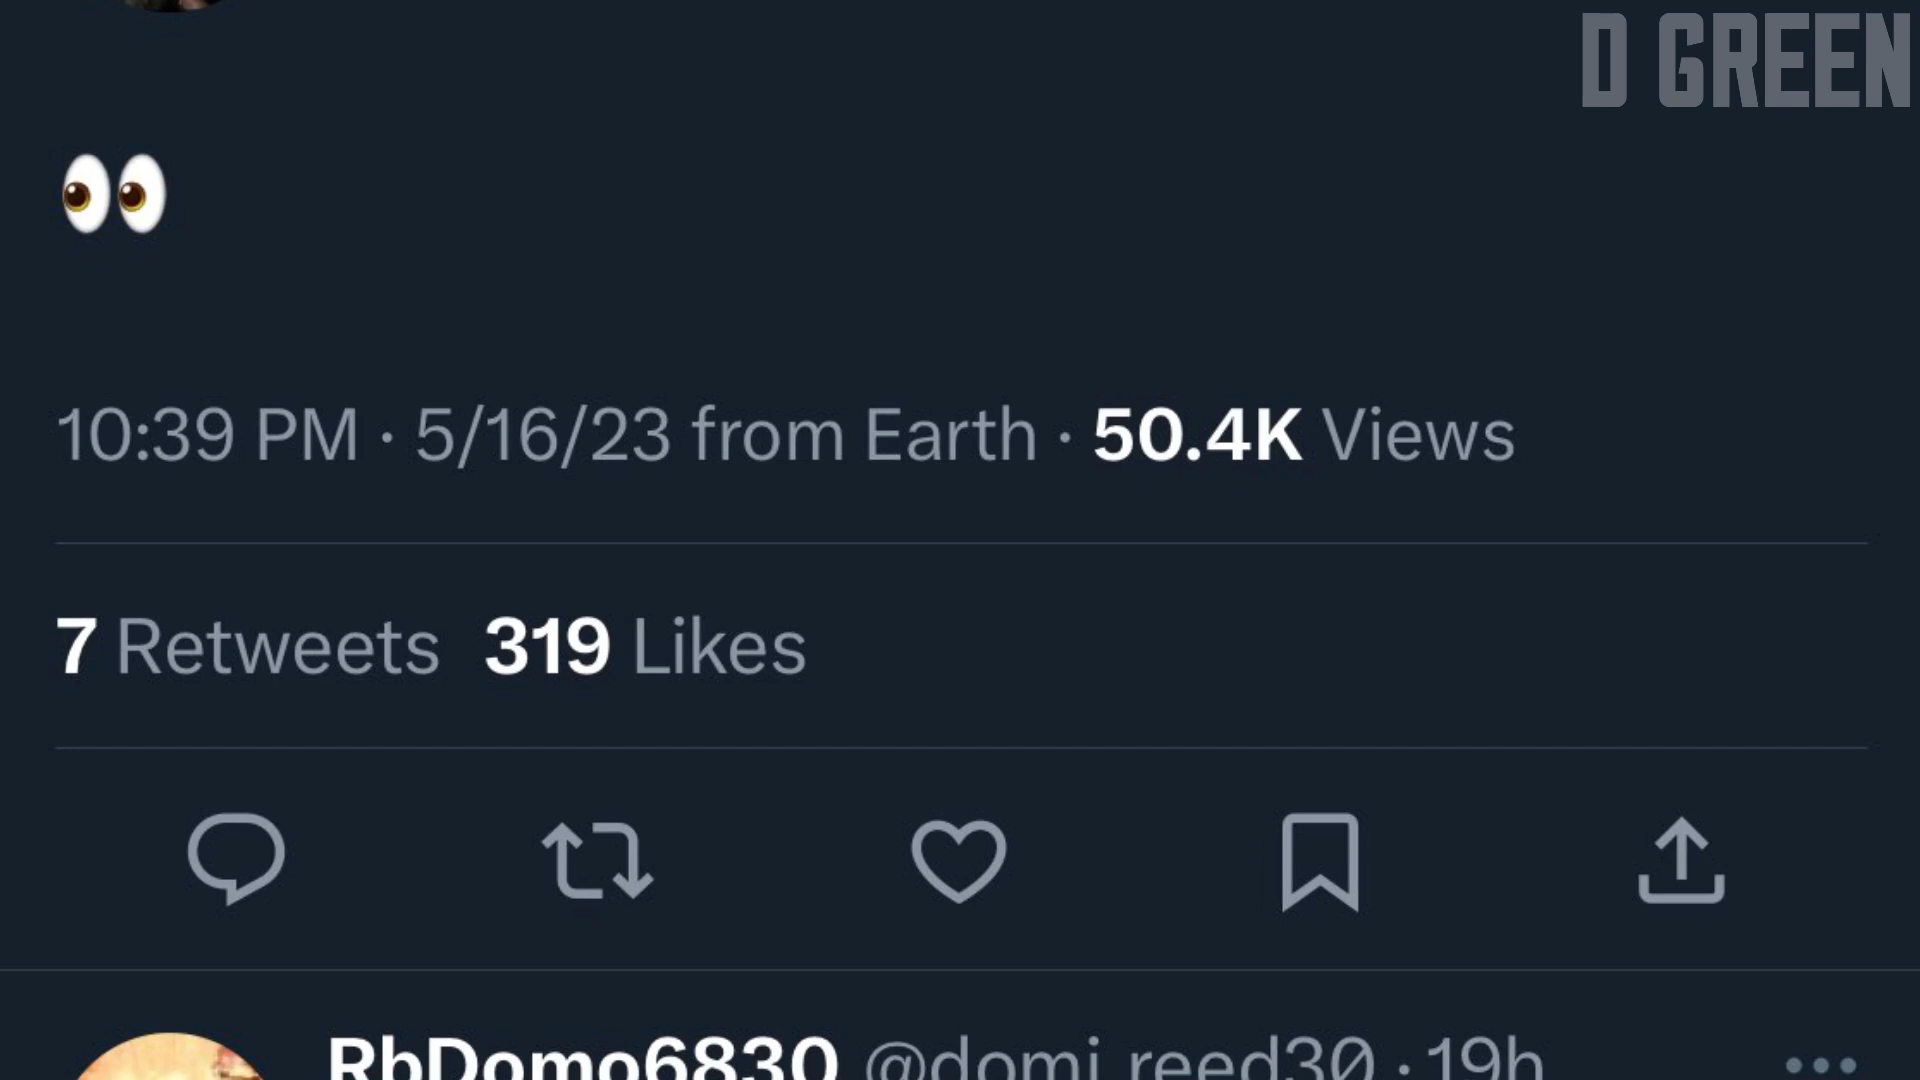 D GREEN
👀
10:39 PM · 5/16/23 from Earth · 50.4K Views
7 Retweets 319 Likes
RbDomo6830 @domi_reed30 · 19h